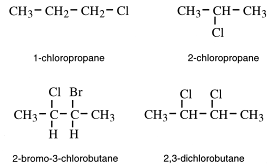 CH₃−CH₂−CH₂−Cl
CH₃−CH−CH₃
Cl
1-chloropropane
2-chloropropane
Cl Br
CH₃−C−C−CH₃
H H
Cl Cl
CH₃−CH−CH−CH₃
2-bromo-3-chlorobutane
2,3-dichlorobutane